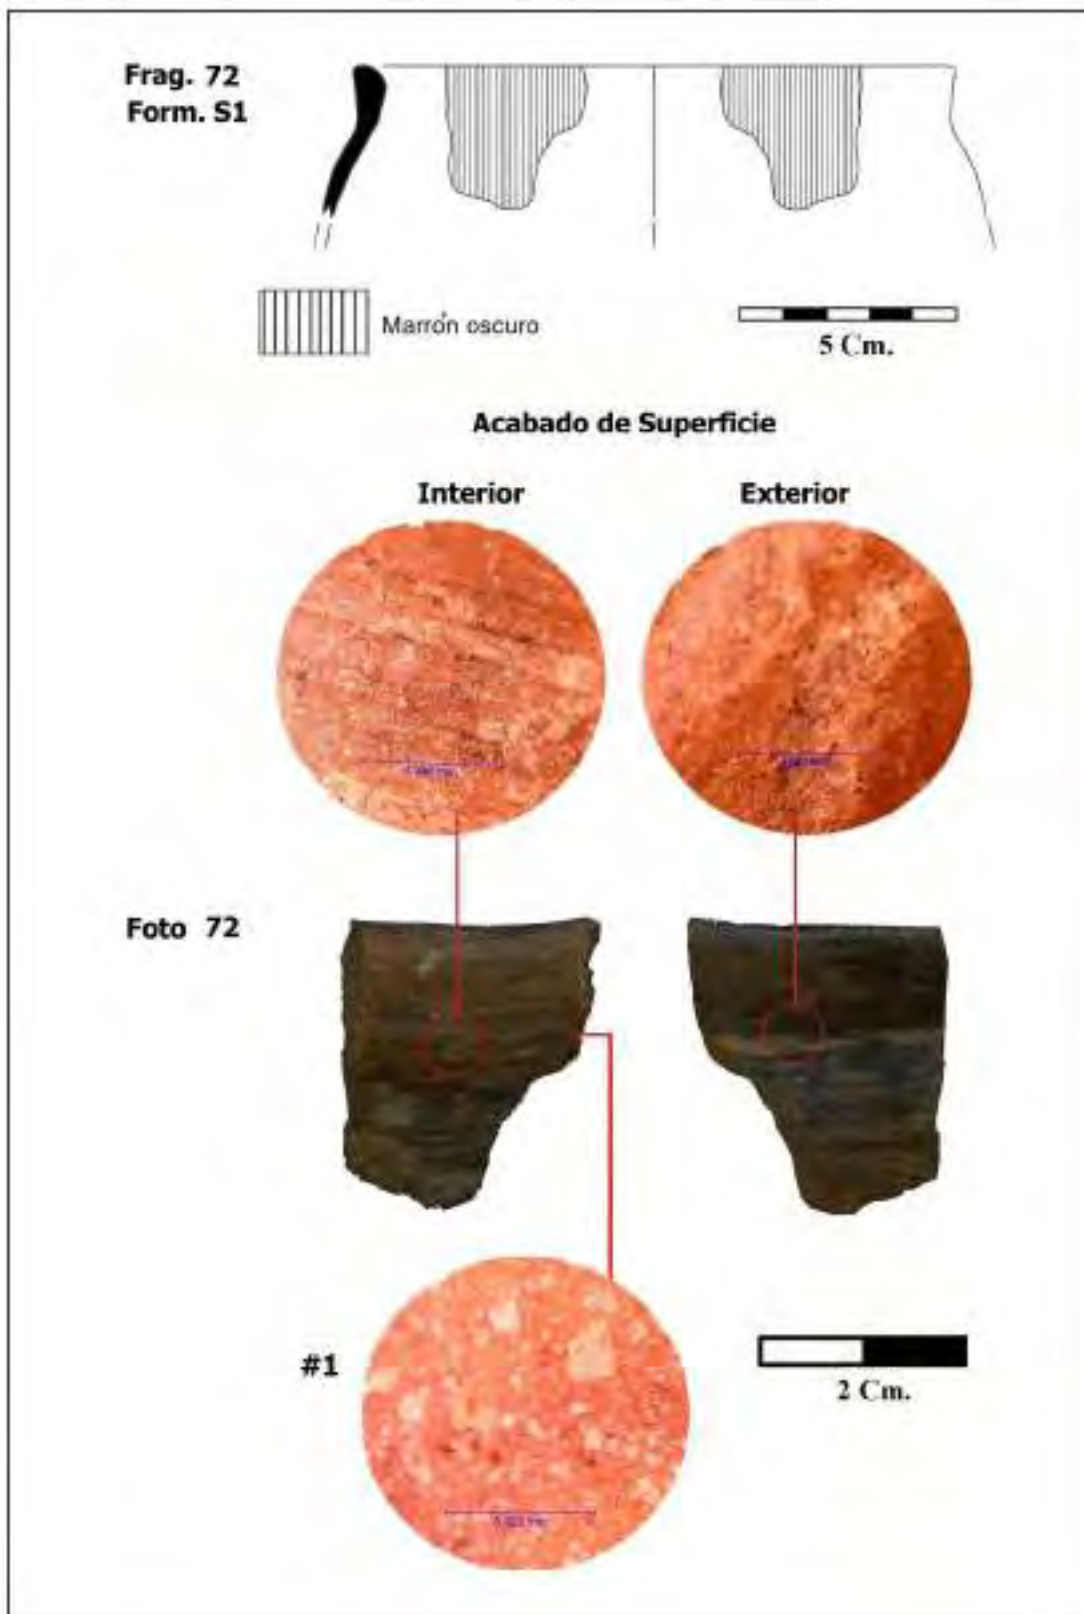 Frag. 72
Form. S1
Marrón oscuro
5 Cm.
Acabado de Superficie
Interior
Exterior
Foto 72
#1
2 Cm.